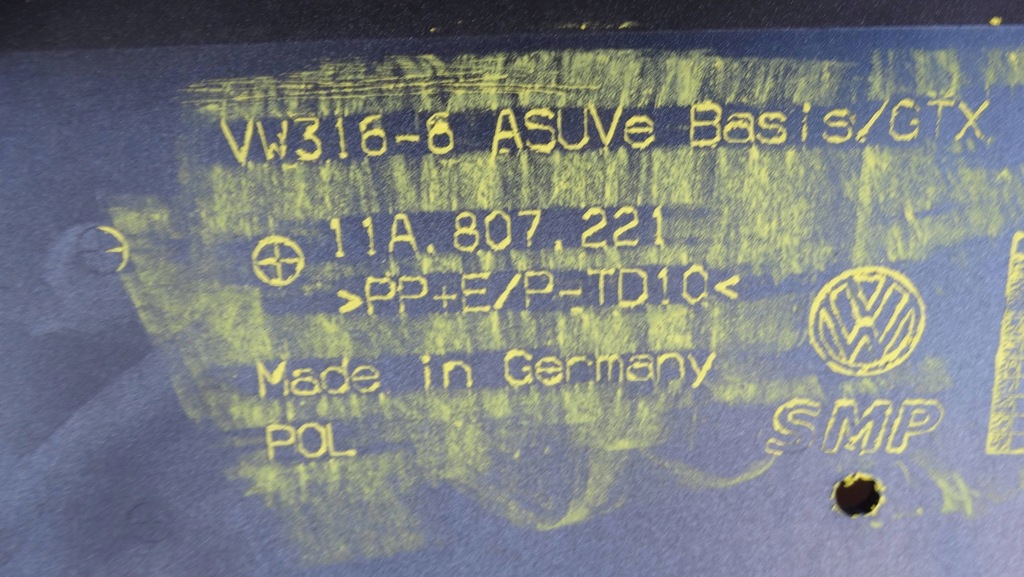 VW316-6 ASUVe Basis/GTX
11A.807.221
>PP+E/P-TD10<
Made in Germany
POL
SMP